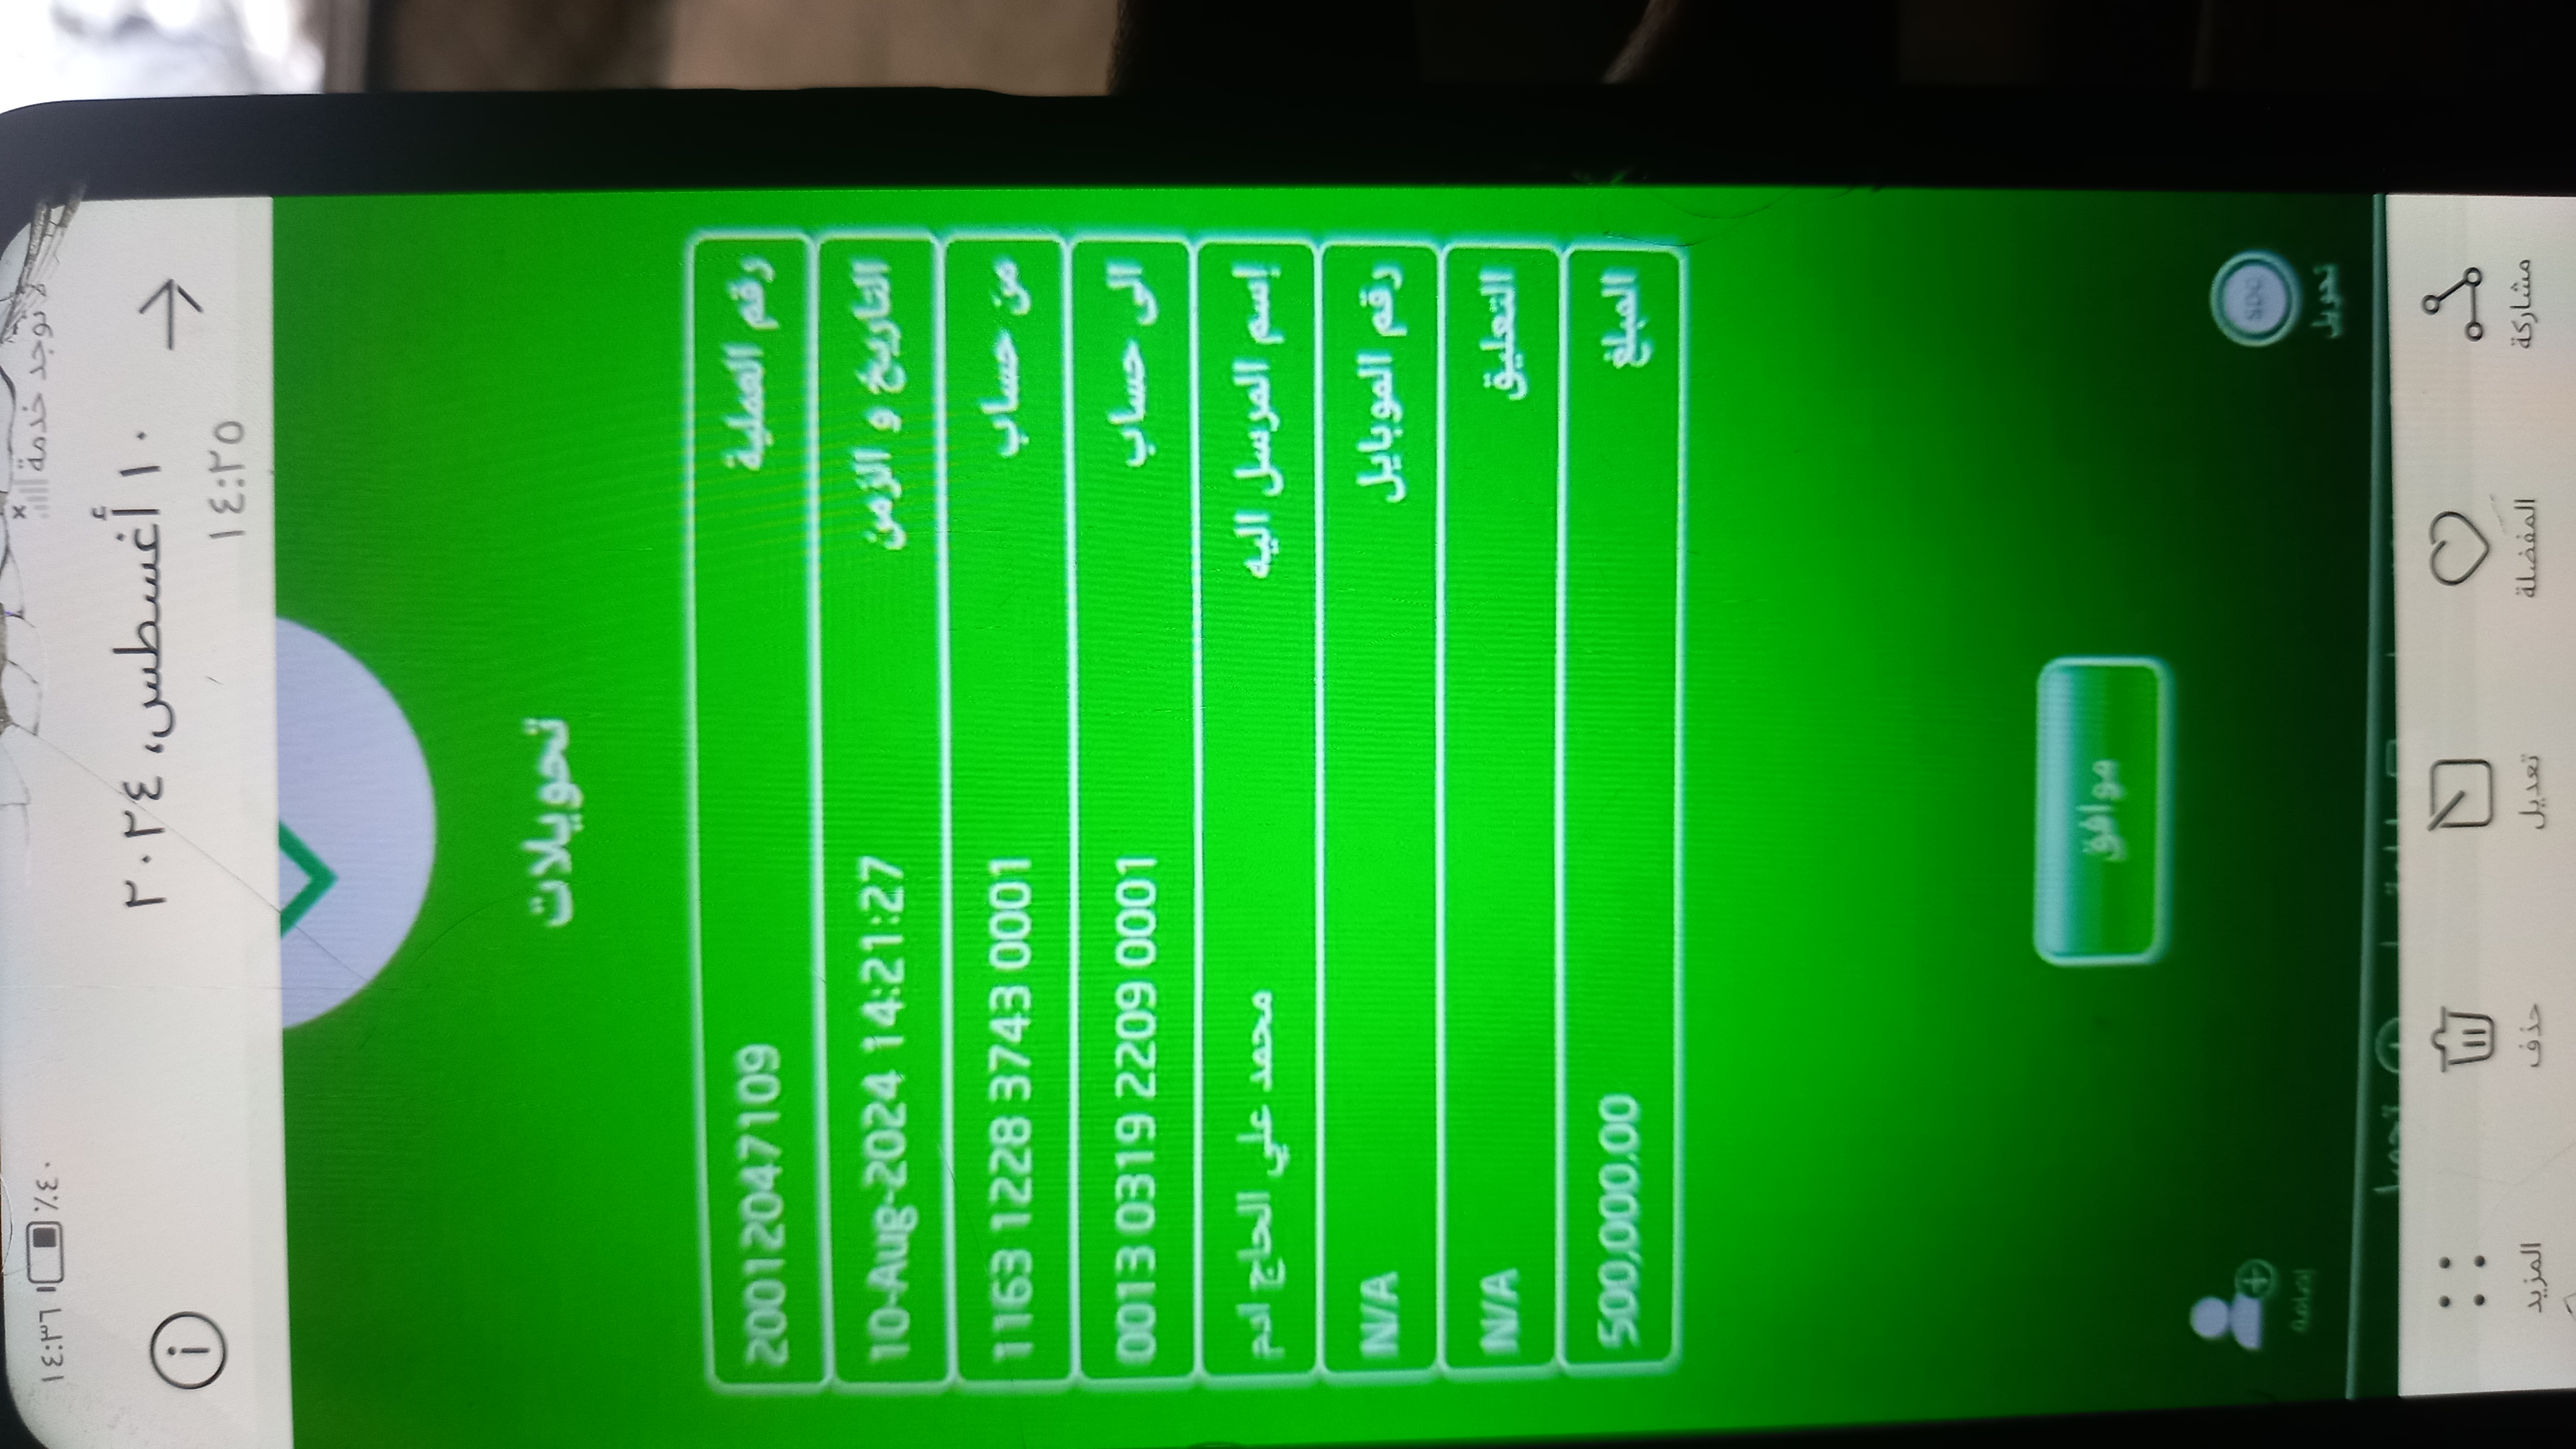 لا توجد خدمة ٤٠٪ ١٤:٣٦
١٠ أغسطس، ٢٠٢٤
١٤:٢٥
تحويلات
رقم العملية 20012047109
التاريخ و الزمن 10-Aug-2024 14:21:27
من حساب 1163 1228 3743 0001
الى حساب 0013 0319 2209 0001
إسم المرسل اليه محمد علي الحاج ادم
رقم الموبايل N/A
التعليق N/A
المبلغ 500,000.00
موافق
SDG
تحويل إضافة
مشاركة المفضلة تعديل حذف المزيد